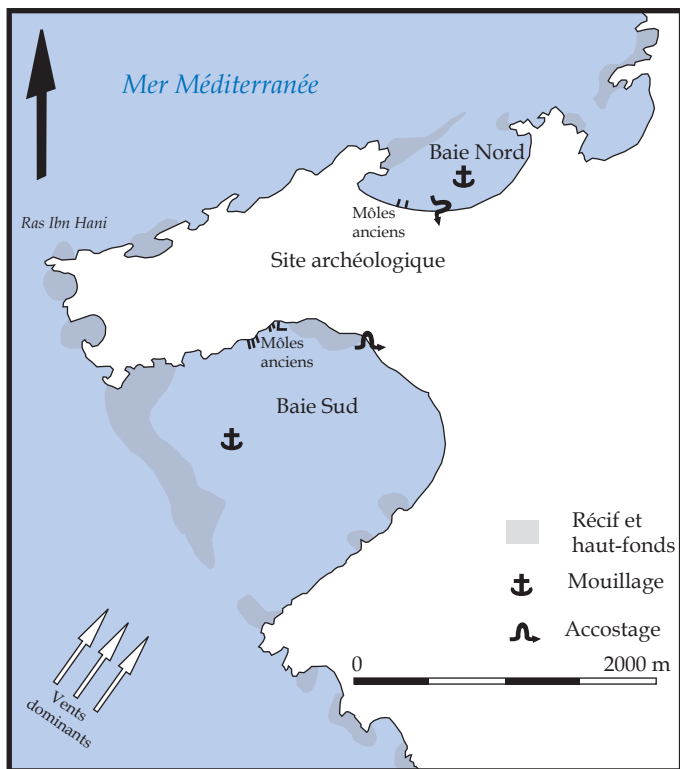 Mer Méditerranée
Baie Nord
Môles
anciens
Ras Ibn Hani
Site archéologique
Môles
anciens
Baie Sud
Récif et
haut-fonds
Mouillage
Accostage
0 2000 m
Vents
dominants